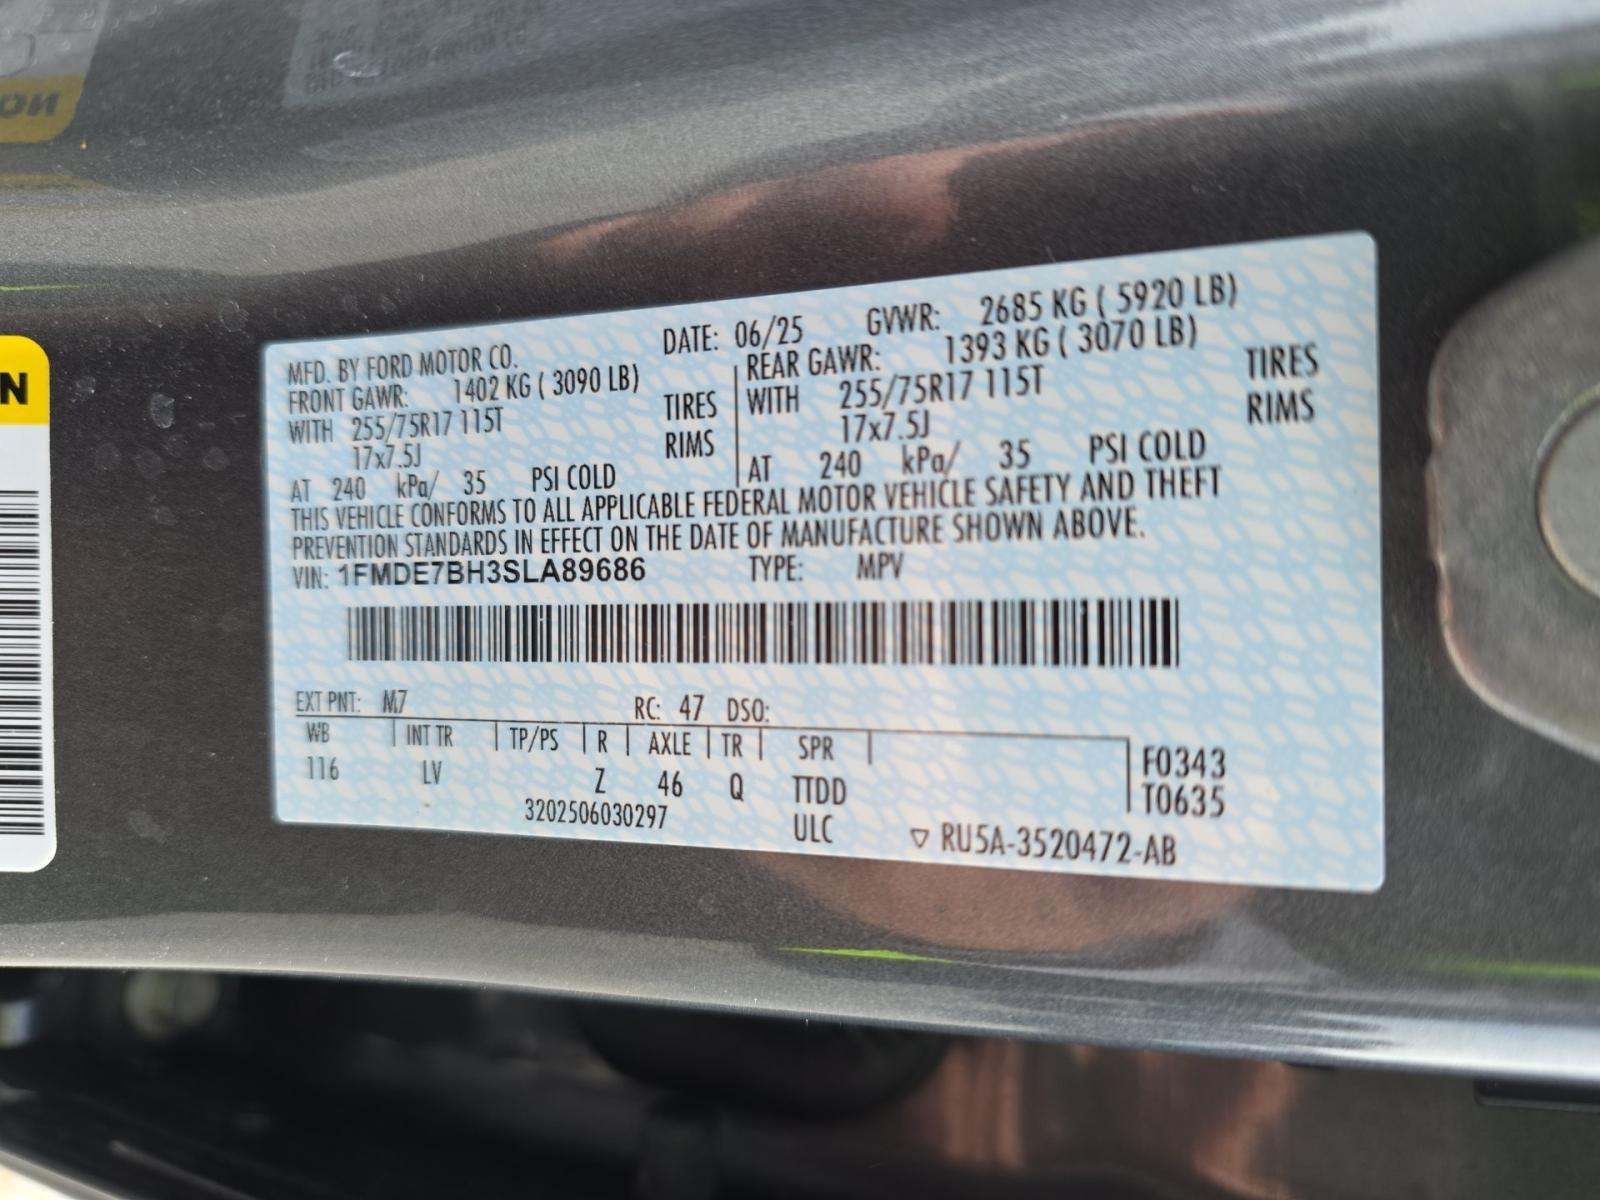 N
MFD. BY FORD MOTOR CO. DATE: 06/25 GVWR: 2685 KG ( 5920 LB)
FRONT GAWR: 1402 KG ( 3090 LB) REAR GAWR: 1393 KG ( 3070 LB)
WITH 255/75R17 115T TIRES WITH 255/75R17 115T TIRES
17x7.5J RIMS 17x7.5J RIMS
AT 240 kPa/ 35 PSI COLD AT 240 kPa/ 35 PSI COLD
THIS VEHICLE CONFORMS TO ALL APPLICABLE FEDERAL MOTOR VEHICLE SAFETY AND THEFT
PREVENTION STANDARDS IN EFFECT ON THE DATE OF MANUFACTURE SHOWN ABOVE.
VIN: 1FMDE7BH3SLA89686 TYPE: MPV
EXT PNT: M7 RC: 47 DSO:
WB INT TR TP/PS R AXLE TR SPR F0343
116 LV Z 46 Q TTDD T0635
3202506030297 ULC ▽ RU5A-3520472-AB